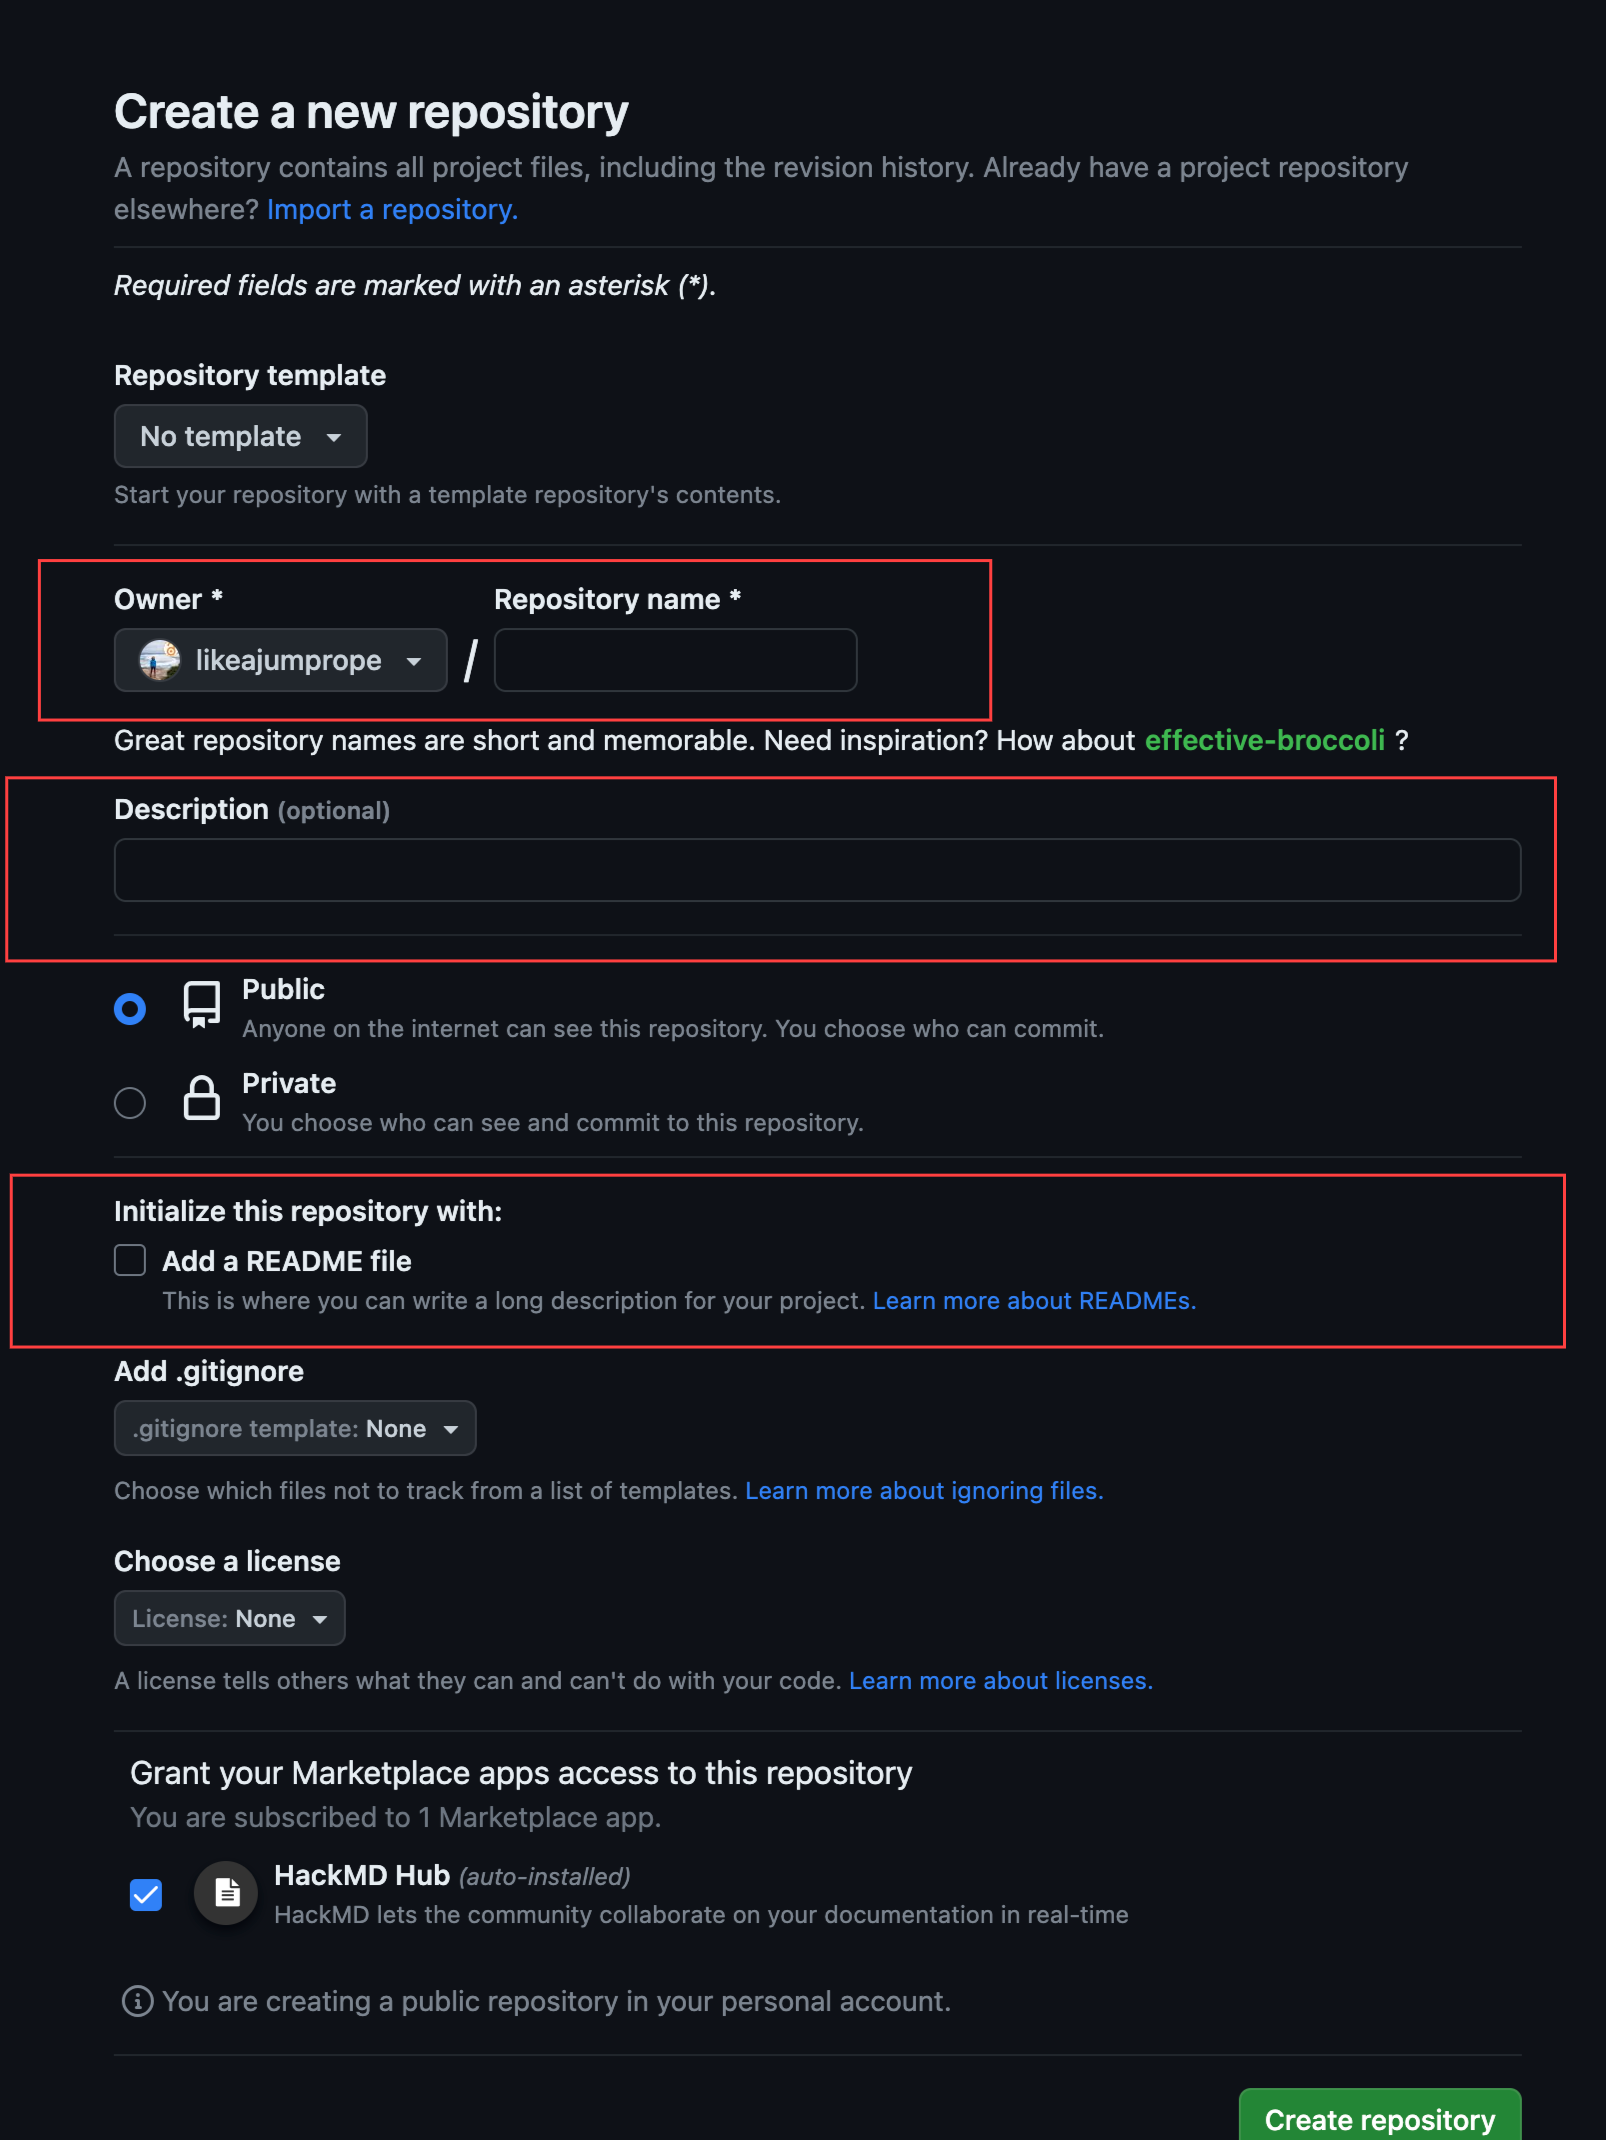 Create a new repository
A repository contains all project files, including the revision history. Already have a project repository
elsewhere? Import a repository.
Required fields are marked with an asterisk (*).
Repository template
No template
Start your repository with a template repository's contents.
Owner * Repository name *
likeajumprope /
Great repository names are short and memorable. Need inspiration? How about effective-broccoli ?
Description (optional)
Public
Anyone on the internet can see this repository. You choose who can commit.
Private
You choose who can see and commit to this repository.
Initialize this repository with:
Add a README file
This is where you can write a long description for your project. Learn more about READMEs.
Add .gitignore
.gitignore template: None
Choose which files not to track from a list of templates. Learn more about ignoring files.
Choose a license
License: None
A license tells others what they can and can't do with your code. Learn more about licenses.
Grant your Marketplace apps access to this repository
You are subscribed to 1 Marketplace app.
HackMD Hub (auto-installed)
HackMD lets the community collaborate on your documentation in real-time
You are creating a public repository in your personal account.
Create repository